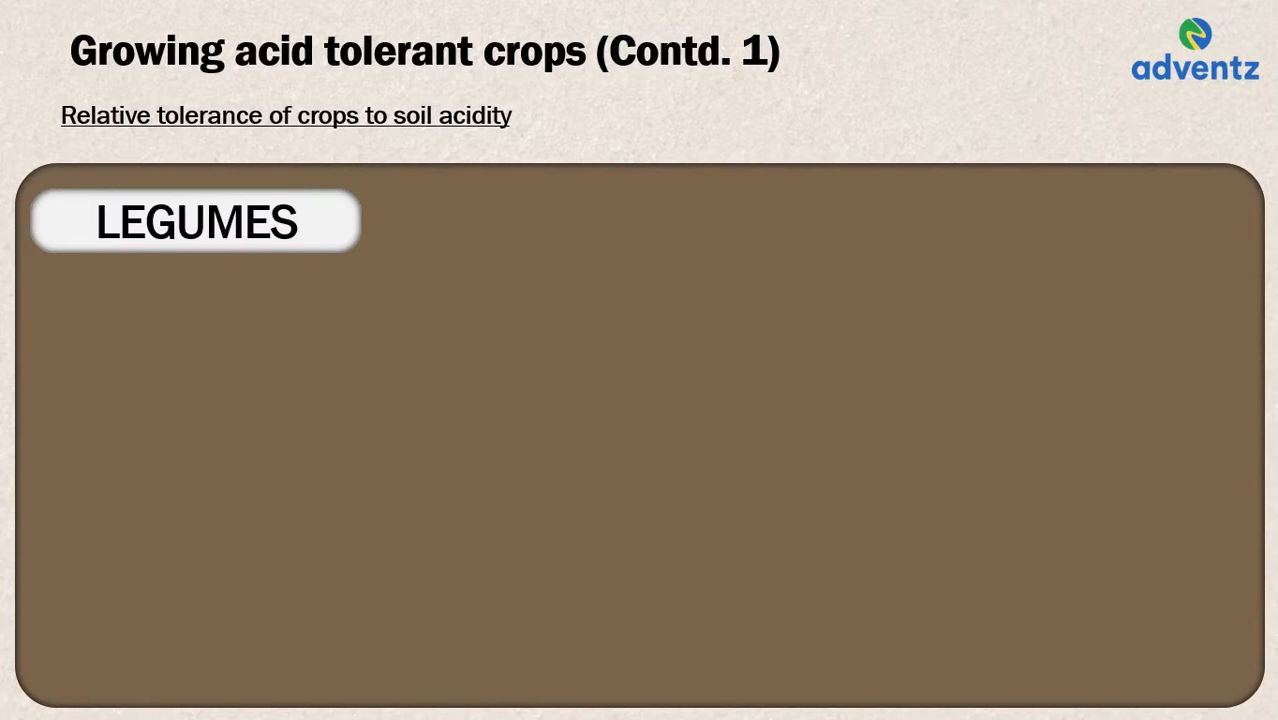 Growing acid tolerant crops (Contd. 1)
adventz
Relative tolerance of crops to soil acidity
LEGUMES